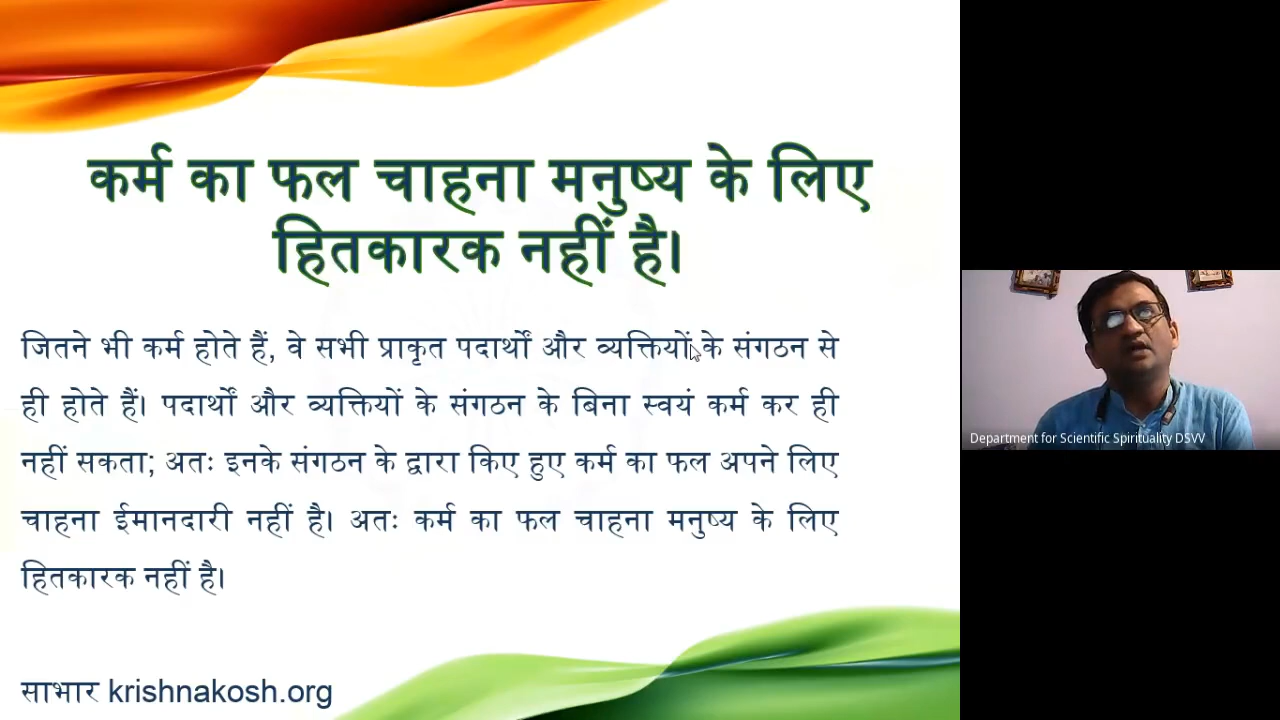 कर्म का फल चाहना मनुष्य के लिए
हितकारक नहीं है।
जितने भी कर्म होते हैं, वे सभी प्राकृत पदार्थों और व्यक्तियों के संगठन से
ही होते हैं। पदार्थों और व्यक्तियों के संगठन के बिना स्वयं कर्म कर ही
नहीं सकता; अतः इनके संगठन के द्वारा किए हुए कर्म का फल अपने लिए
चाहना ईमानदारी नहीं है। अतः कर्म का फल चाहना मनुष्य के लिए
हितकारक नहीं है।
साभार krishnakosh.org
Department for Scientific Spirituality DSVV